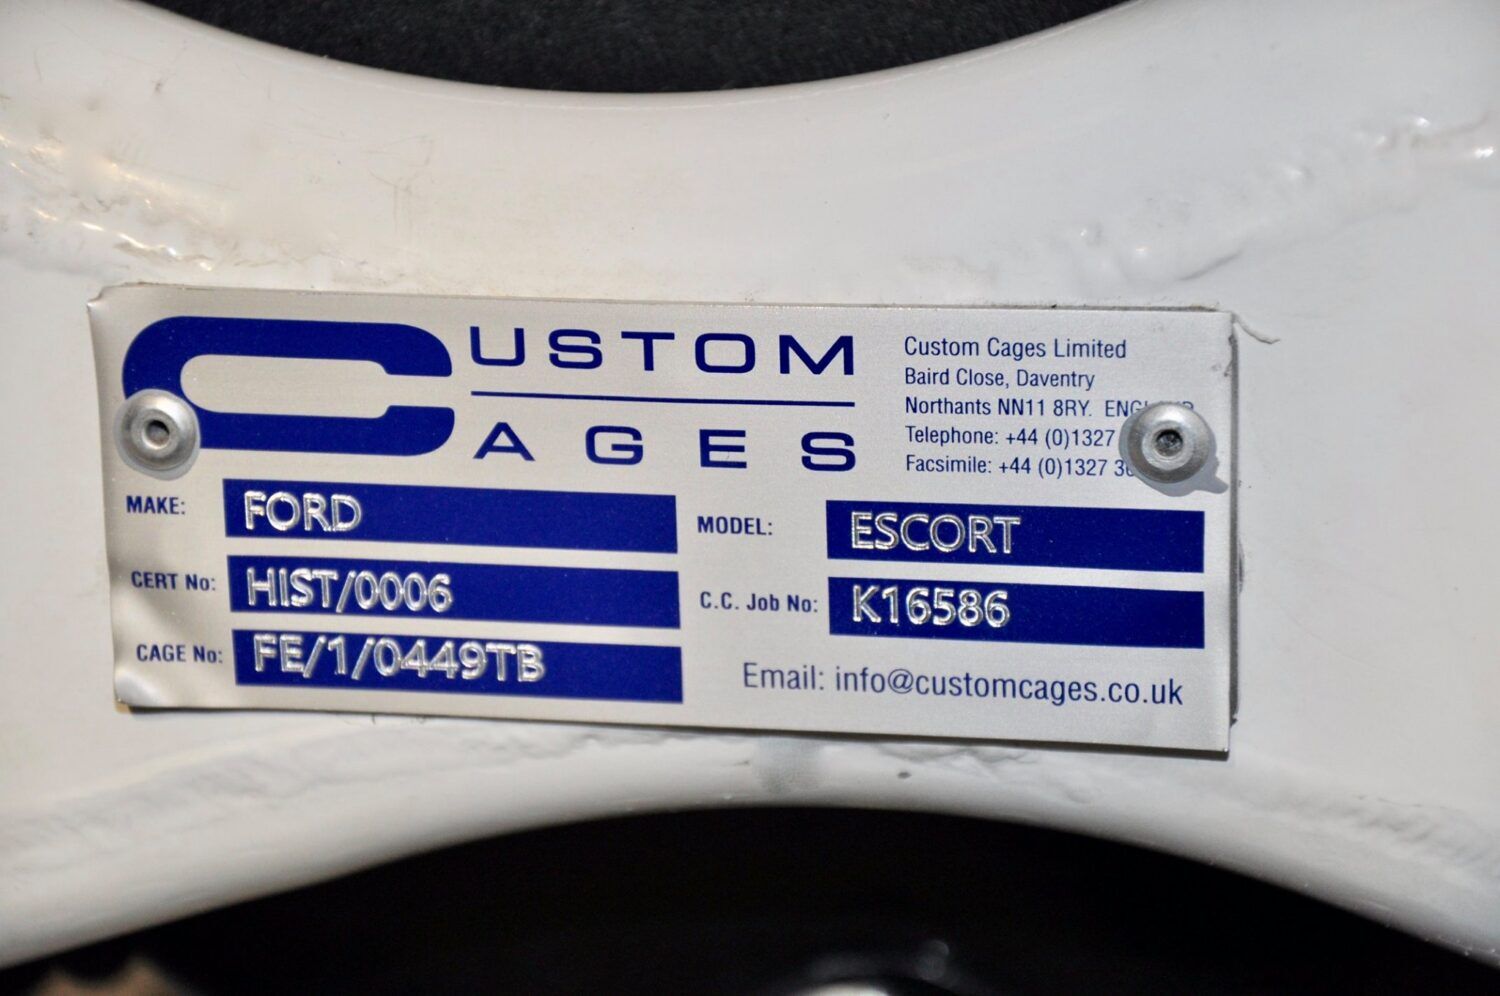 CUSTOM
CAGES
Custom Cages Limited
Baird Close, Daventry
Northants NN11 8RY.
Telephone: +44 (0)1327
Facsimile: +44 (0)1327
MAKE: FORD
MODEL: ESCORT
CERT No: HIST/0006
C.C. Job No: K16586
CAGE No: FE/1/0449TB
Email: info@customcages.co.uk